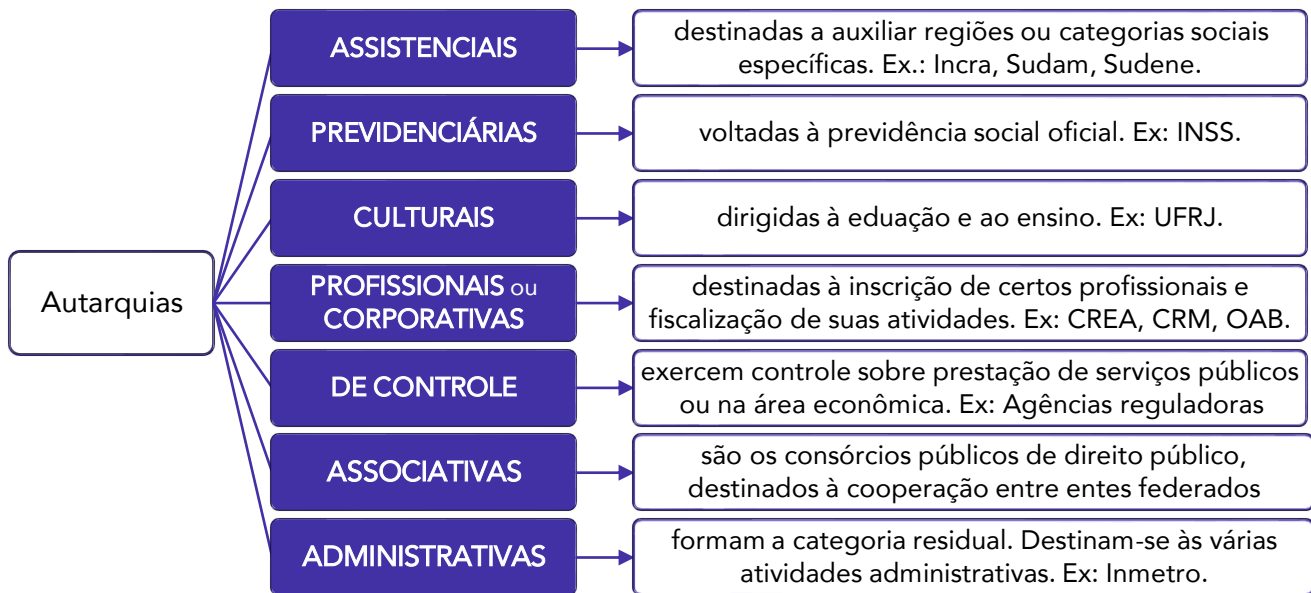 Autarquias
ASSISTENCIAIS
destinadas a auxiliar regiões ou categorias sociais
específicas. Ex.: Incra, Sudam, Sudene.
PREVIDENCIÁRIAS
voltadas à previdência social oficial. Ex: INSS.
CULTURAIS
dirigidas à eduação e ao ensino. Ex: UFRJ.
PROFISSIONAIS ou
CORPORATIVAS
destinadas à inscrição de certos profissionais e
fiscalização de suas atividades. Ex: CREA, CRM, OAB.
DE CONTROLE
exercem controle sobre prestação de serviços públicos
ou na área econômica. Ex: Agências reguladoras
ASSOCIATIVAS
são os consórcios públicos de direito público,
destinados à cooperação entre entes federados
ADMINISTRATIVAS
formam a categoria residual. Destinam-se às várias
atividades administrativas. Ex: Inmetro.